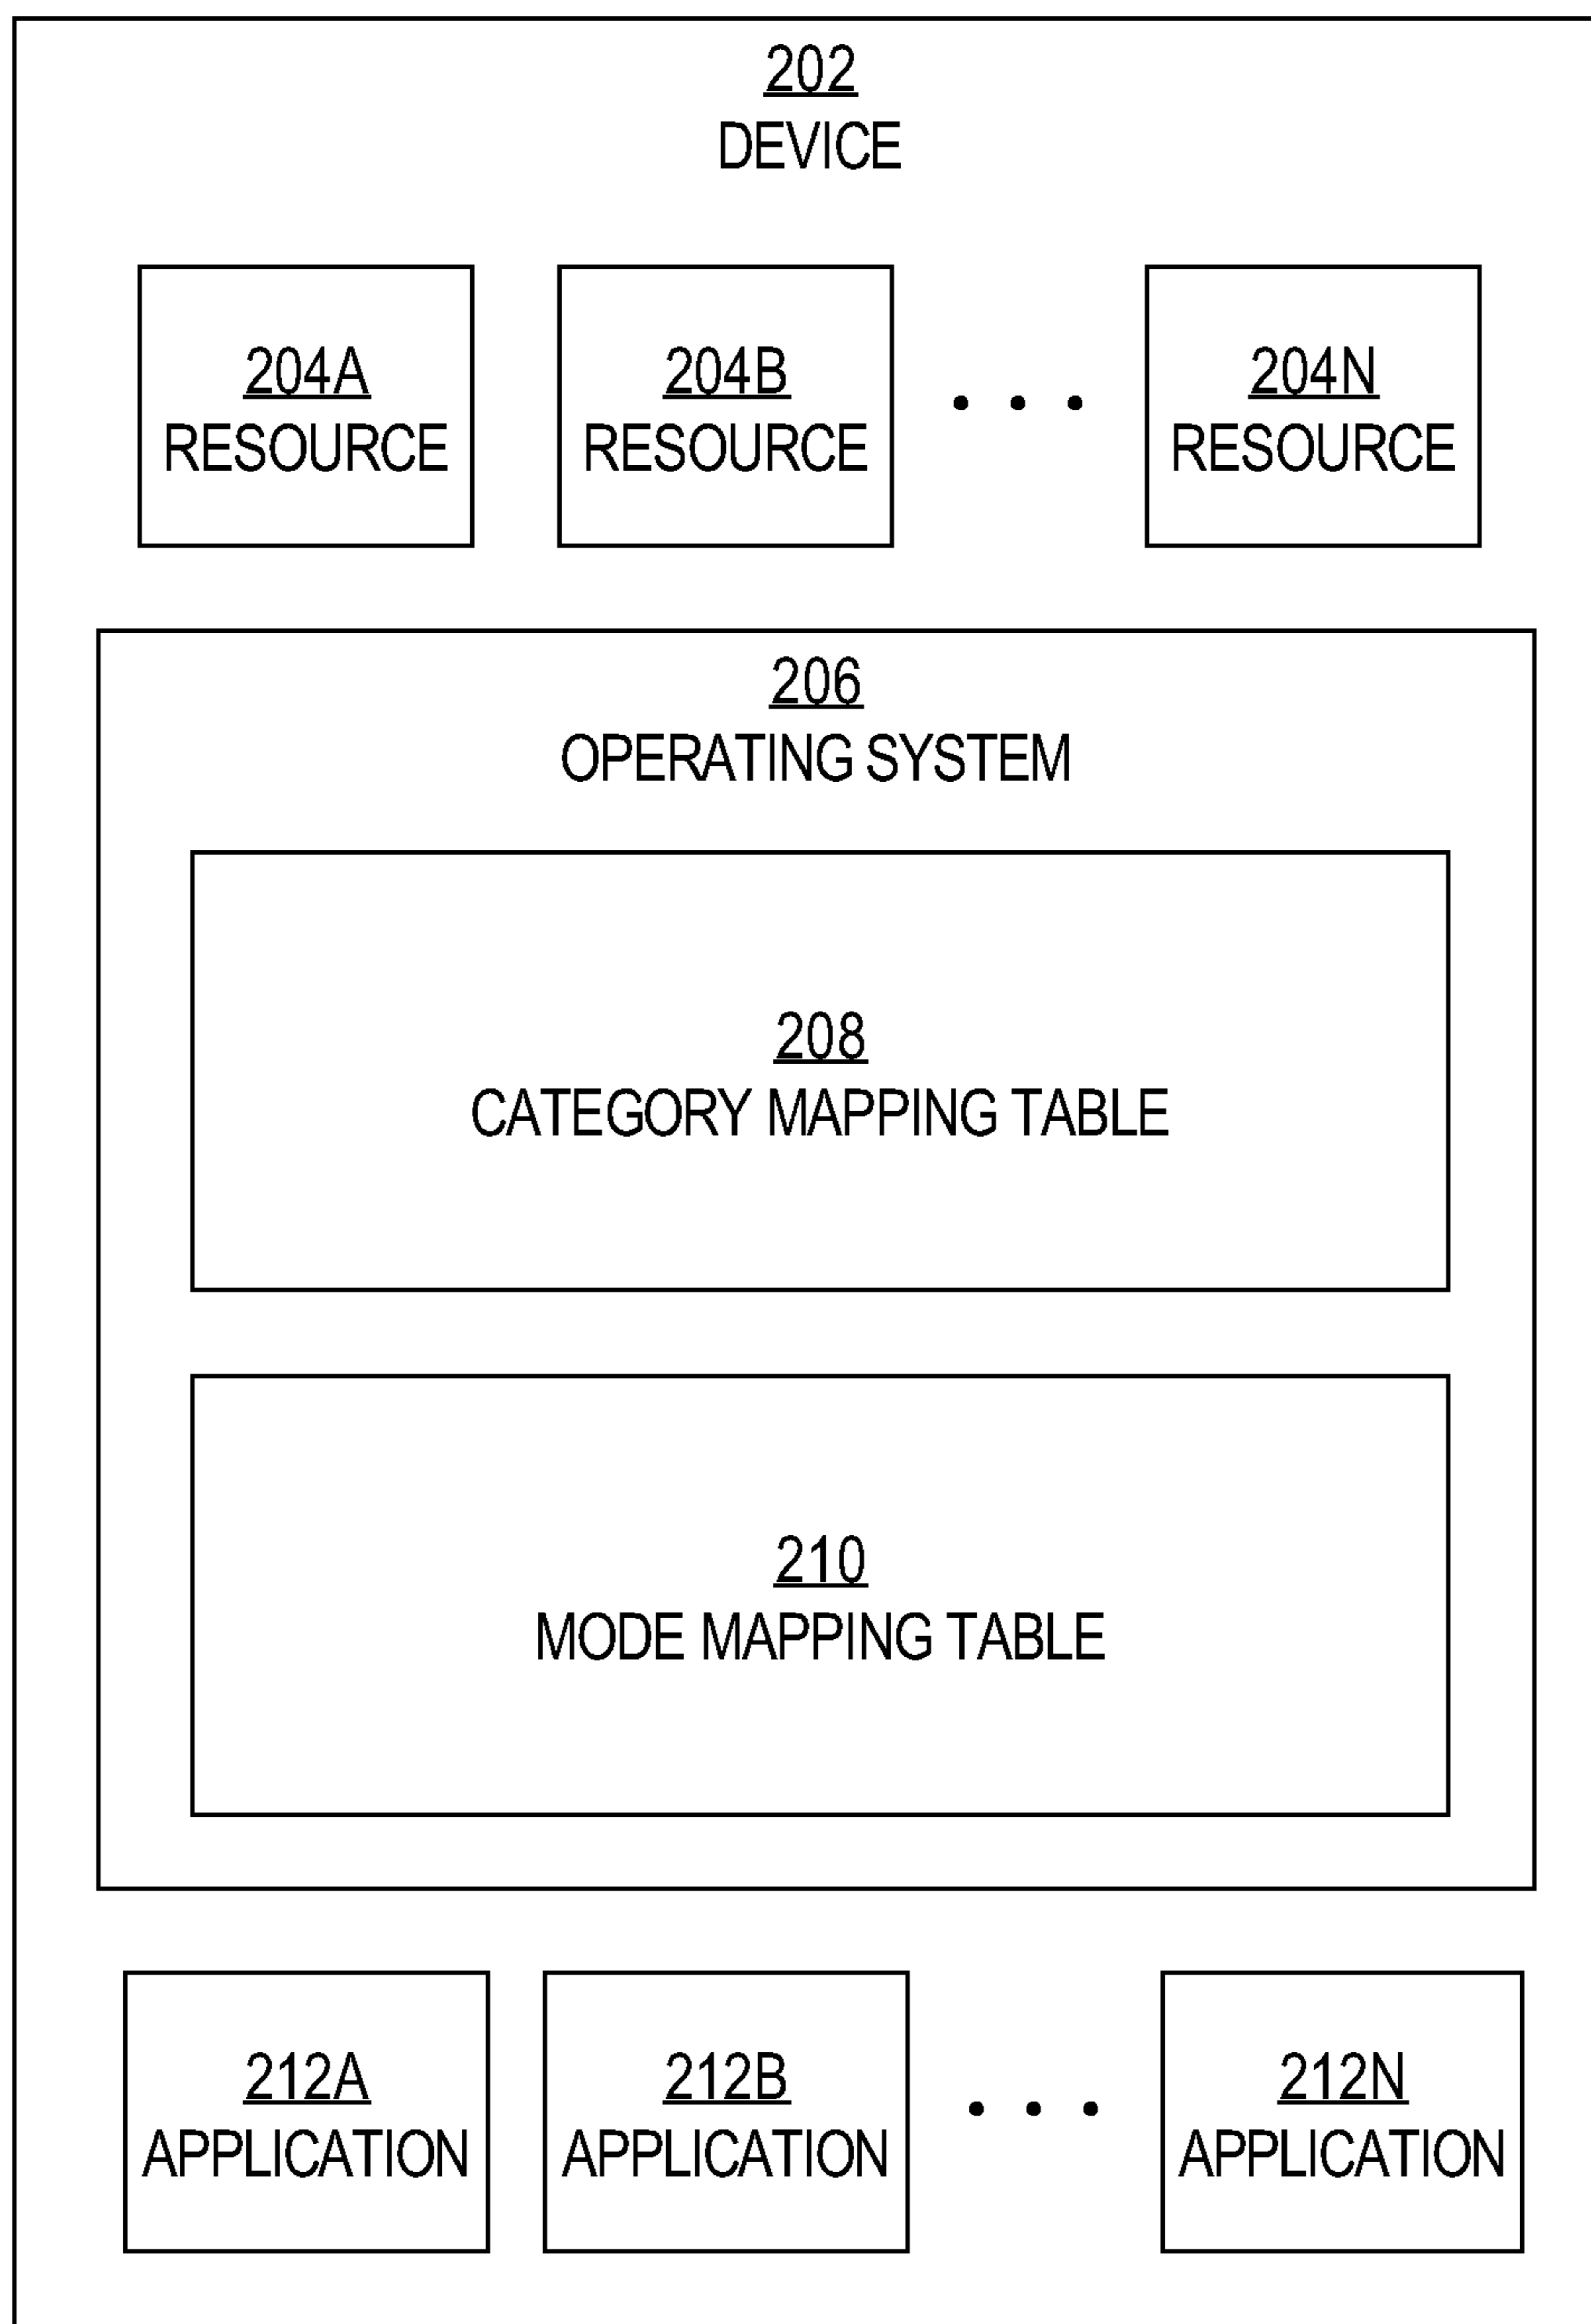 202
DEVICE
204A
RESOURCE
204B
RESOURCE
204N
RESOURCE
206
OPERATING SYSTEM
208
CATEGORY MAPPING TABLE
210
MODE MAPPING TABLE
212A
APPLICATION
212B
APPLICATION
212N
APPLICATION